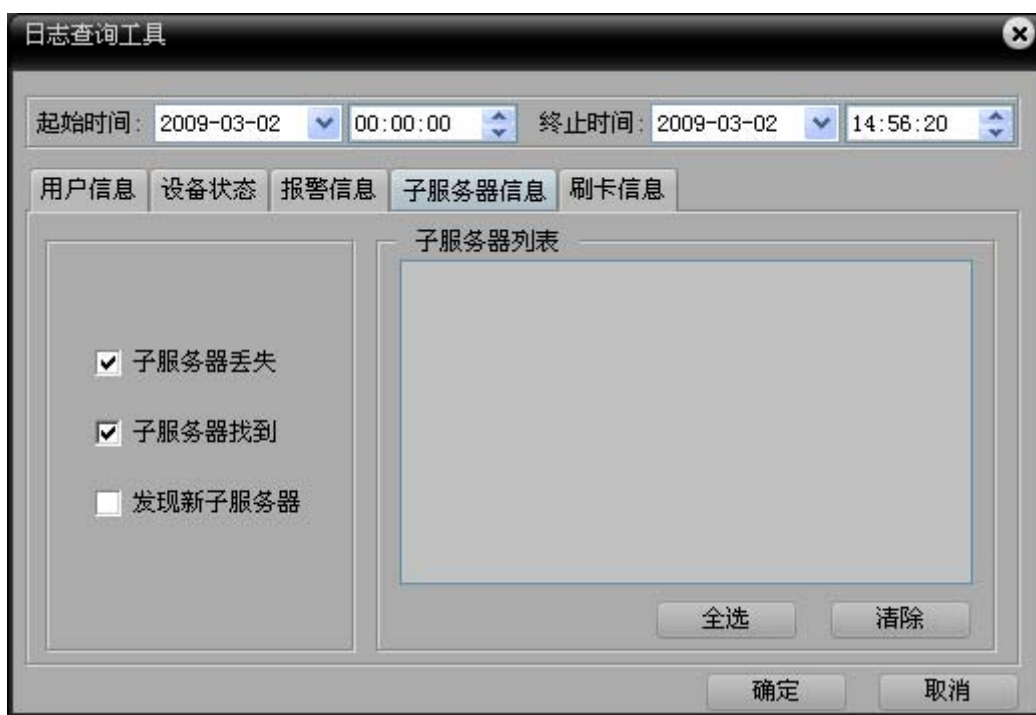 日志查询工具
起始时间: 2009-03-02 00:00:00 终止时间: 2009-03-02 14:56:20
用户信息 设备状态 报警信息 子服务器信息 刷卡信息
子服务器列表
子服务器丢失
子服务器找到
发现新子服务器
全选 清除
确定 取消